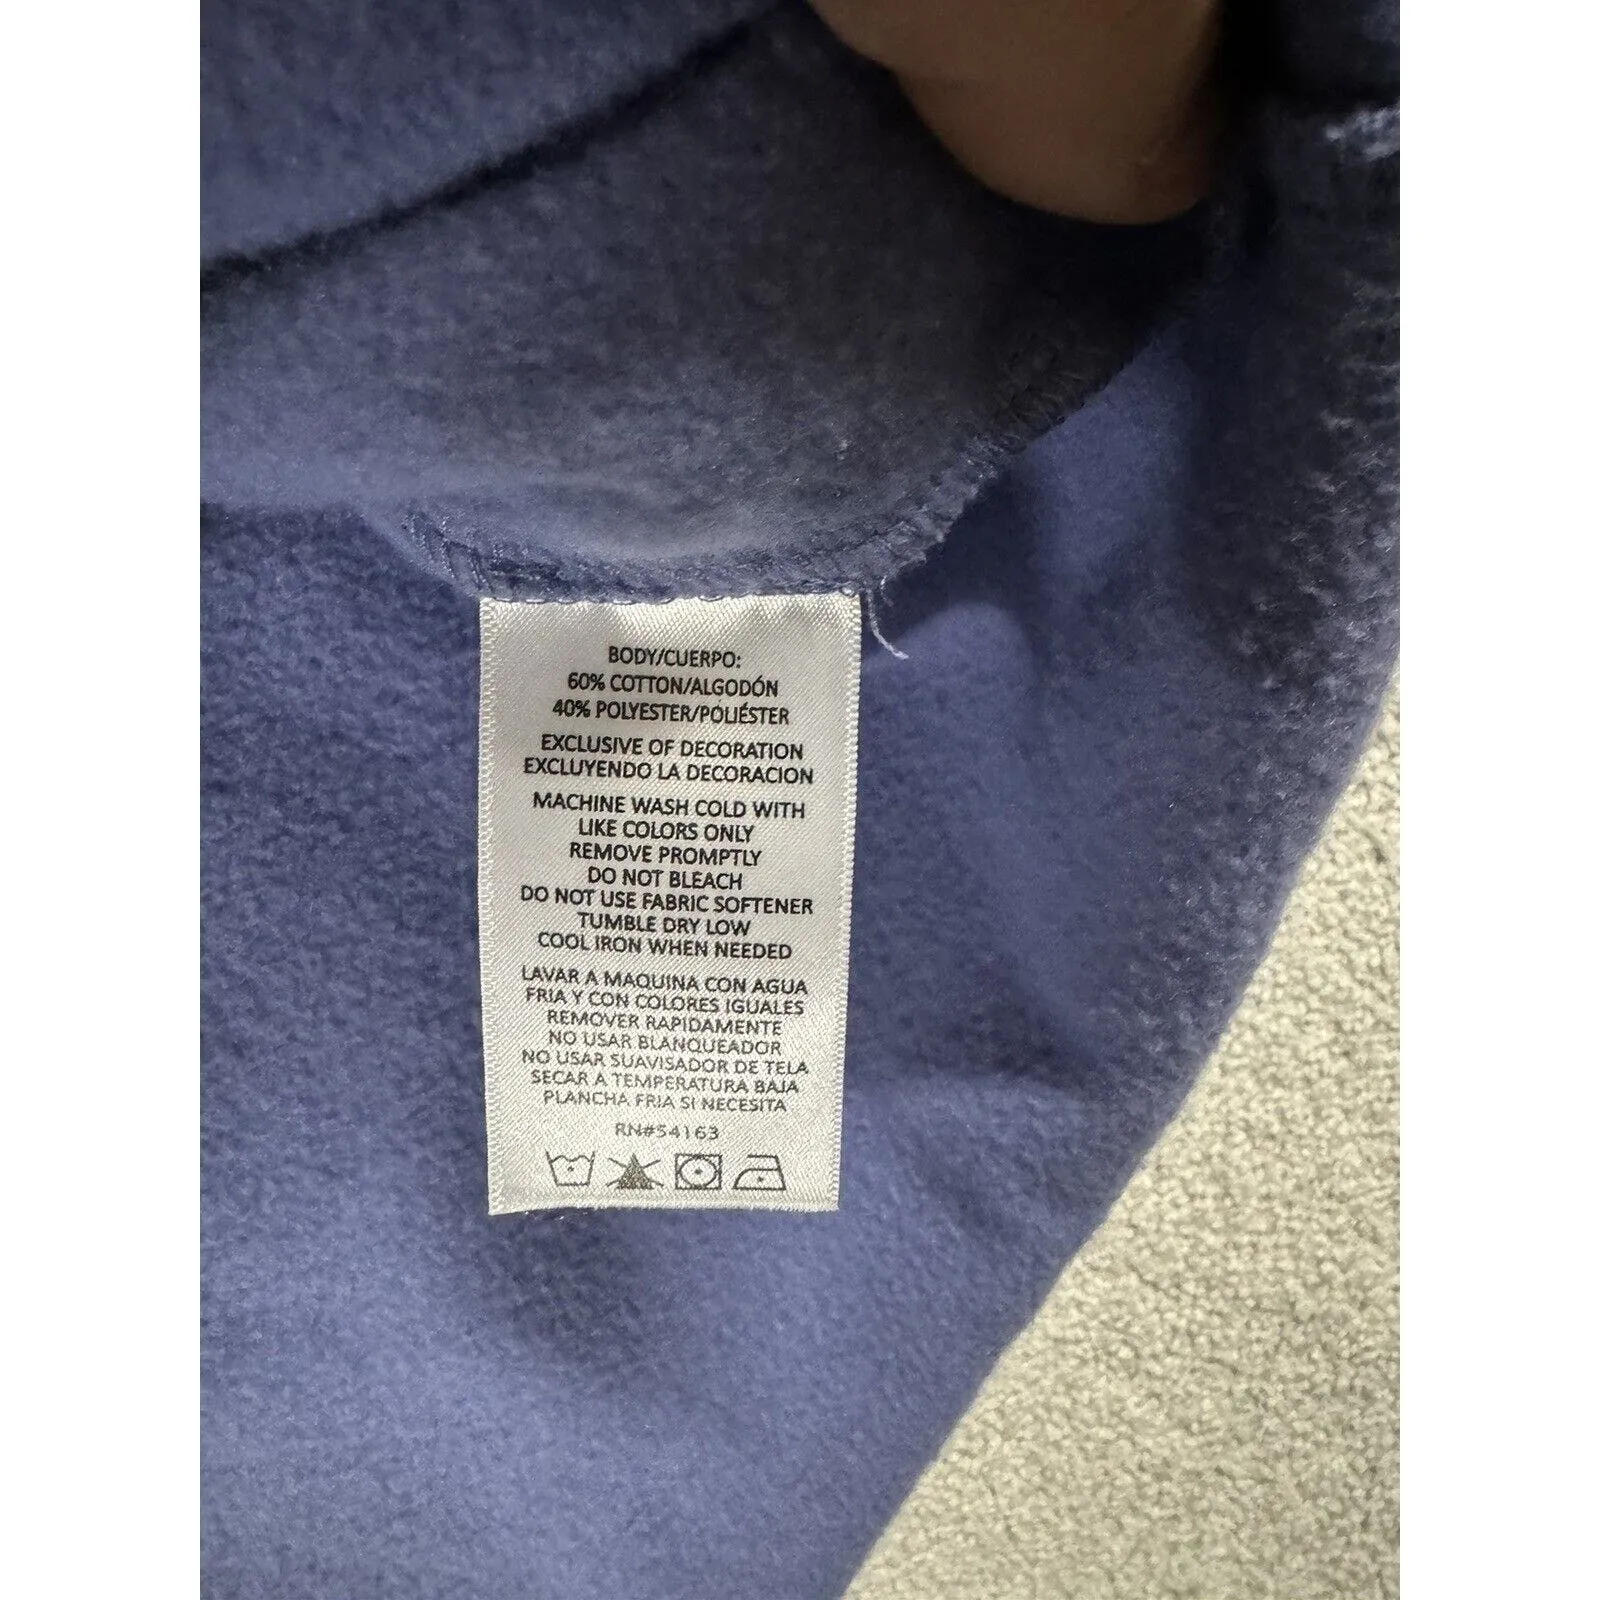 BODY/CUERPO:
60% COTTON/ALGODÓN
40% POLYESTER/POLIÉSTER
EXCLUSIVE OF DECORATION
EXCLUYENDO LA DECORACION
MACHINE WASH COLD WITH
LIKE COLORS ONLY
REMOVE PROMPTLY
DO NOT BLEACH
DO NOT USE FABRIC SOFTENER
TUMBLE DRY LOW
COOL IRON WHEN NEEDED
LAVAR A MAQUINA CON AGUA
FRIA Y CON COLORES IGUALES
REMOVER RAPIDAMENTE
NO USAR BLANQUEADOR
NO USAR SUAVISADOR DE TELA
SECAR A TEMPERATURA BAJA
PLANCHA FRIA SI NECESITA
RN#54163